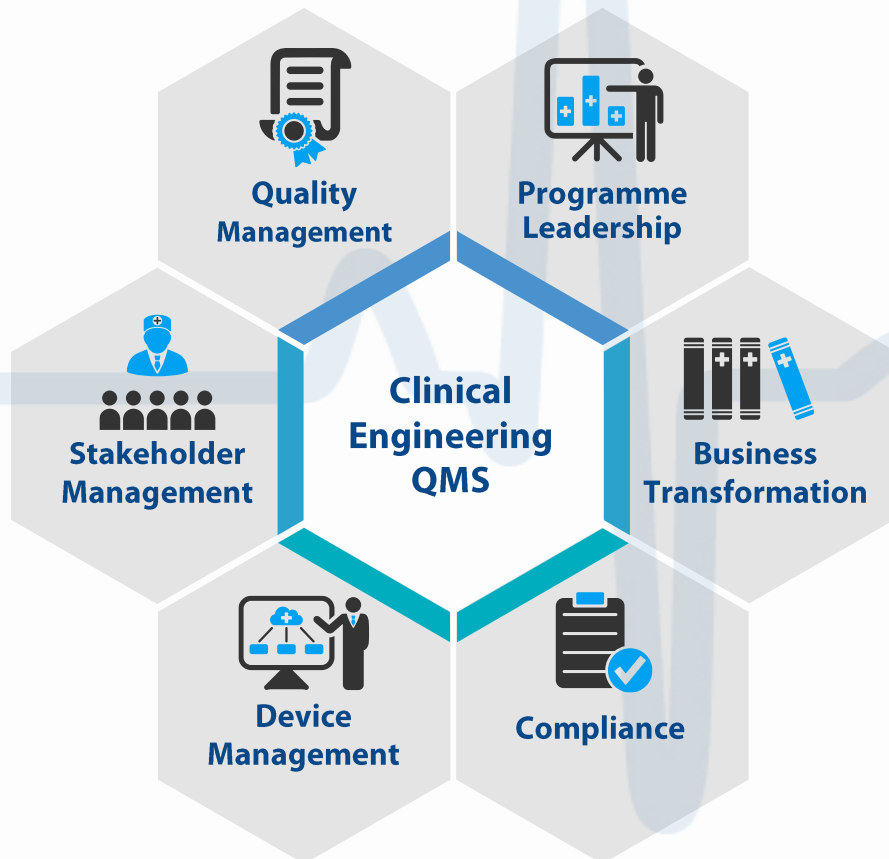 Quality
Management
Programme
Leadership
Stakeholder
Management
Clinical
Engineering
QMS
Business
Transformation
Device
Management
Compliance